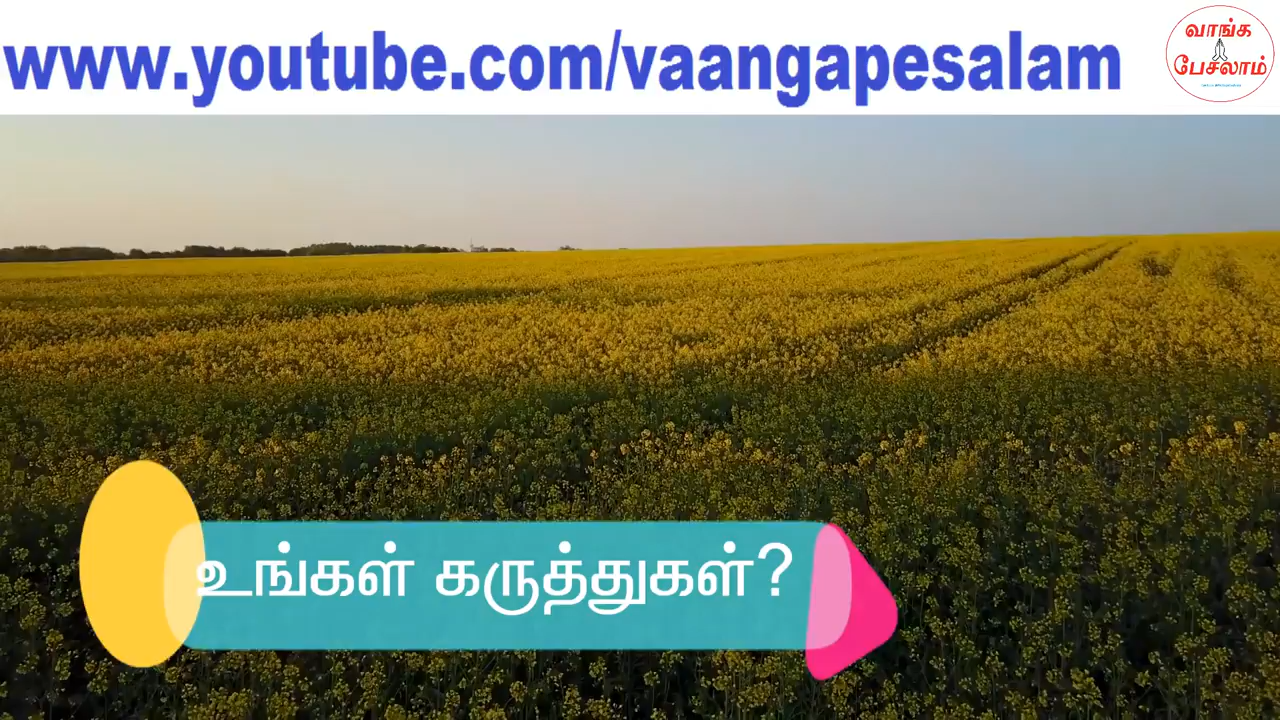 www.youtube.com/vaangapesalam
வாங்க
பேசலாம்
உங்கள் கருத்துகள்?